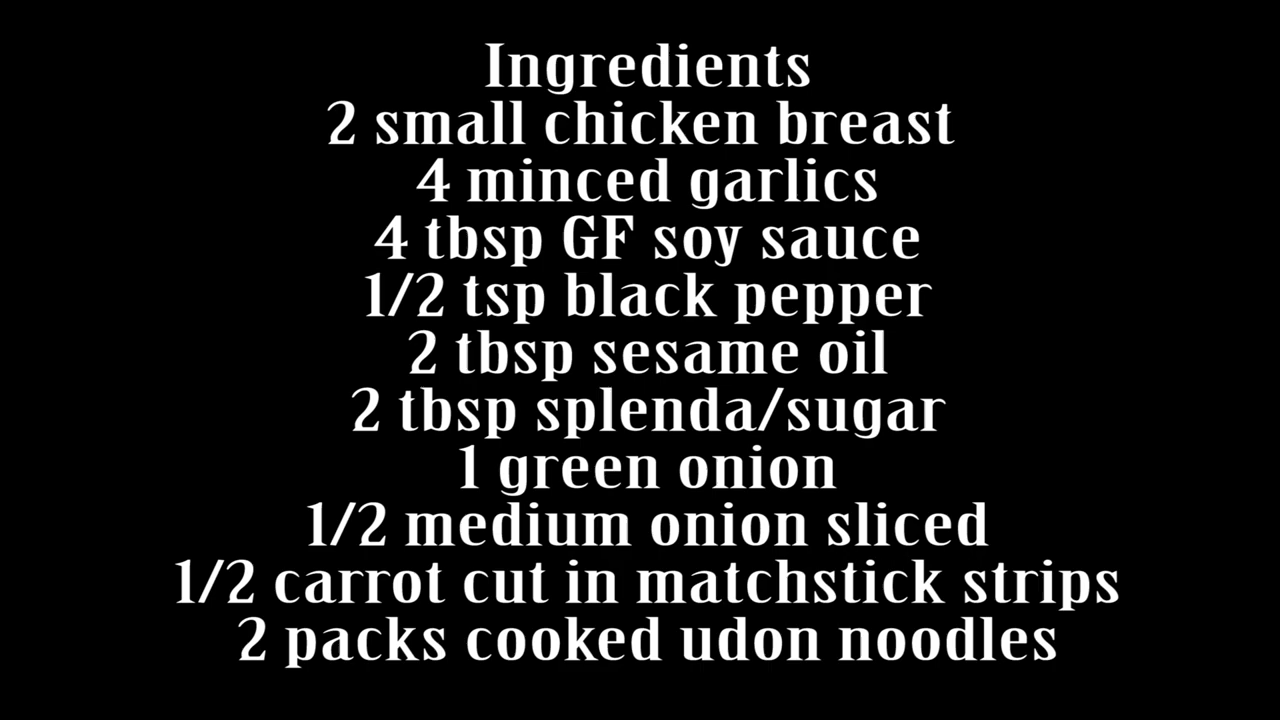 Ingredients
2 small chicken breast
4 minced garlics
4 tbsp GF soy sauce
1/2 tsp black pepper
2 tbsp sesame oil
2 tbsp splenda/sugar
1 green onion
1/2 medium onion sliced
1/2 carrot cut in matchstick strips
2 packs cooked udon noodles